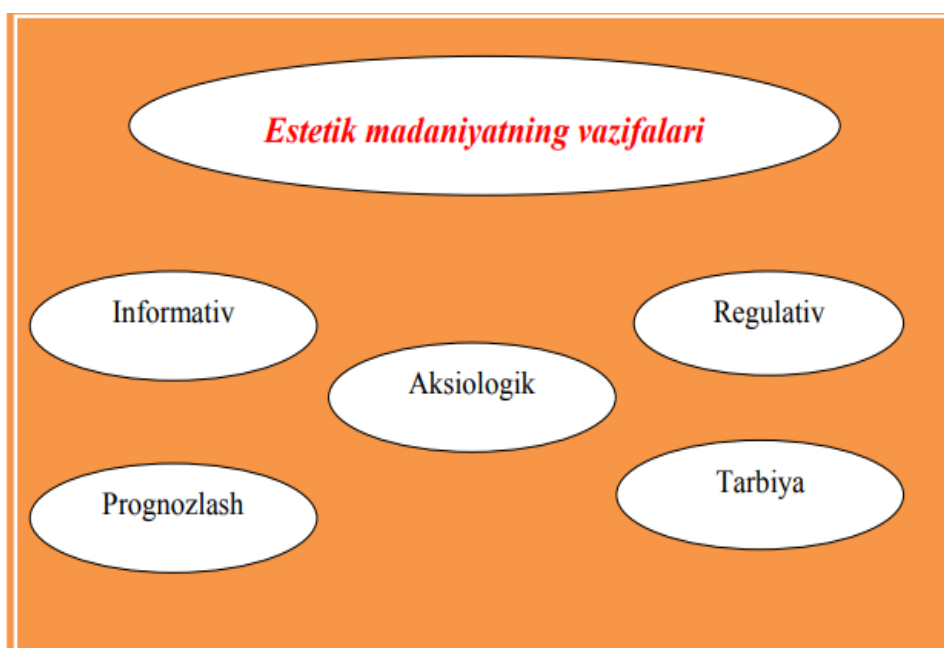 Estetik madaniyatning vazifalari
Informativ
Regulativ
Aksiologik
Prognozlash
Tarbiya